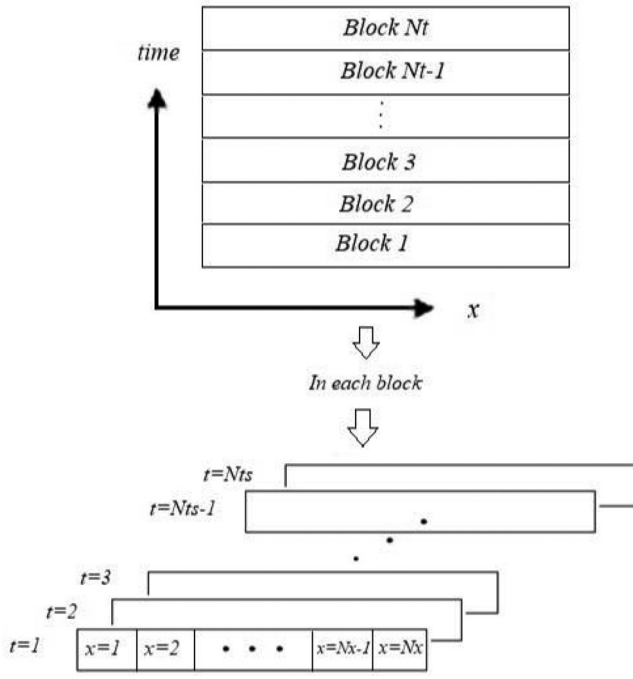 Block Nt
time
Block Nt-1
⋮
Block 3
Block 2
Block 1
x
In each block
t=Nts
t=Nts-1
t=3
t=2
t=1 x=1 x=2 • • • x=Nx-1 x=Nx